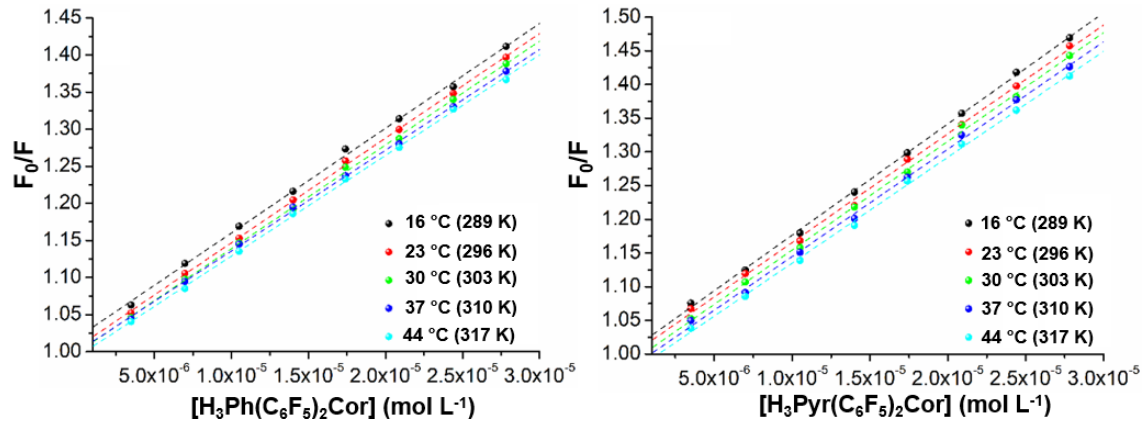 1.45
1.40
1.35
1.30
1.25
1.20
1.15
1.10
1.05
1.00
F₀/F
16 °C (289 K)
23 °C (296 K)
30 °C (303 K)
37 °C (310 K)
44 °C (317 K)
5.0x10⁻⁶ 1.0x10⁻⁵ 1.5x10⁻⁵ 2.0x10⁻⁵ 2.5x10⁻⁵ 3.0x10⁻⁵
[H₃Ph(C₆F₅)₂Cor] (mol L⁻¹)
1.50
1.45
1.40
1.35
1.30
1.25
1.20
1.15
1.10
1.05
1.00
F₀/F
16 °C (289 K)
23 °C (296 K)
30 °C (303 K)
37 °C (310 K)
44 °C (317 K)
5.0x10⁻⁶ 1.0x10⁻⁵ 1.5x10⁻⁵ 2.0x10⁻⁵ 2.5x10⁻⁵ 3.0x10⁻⁵
[H₃Pyr(C₆F₅)₂Cor] (mol L⁻¹)